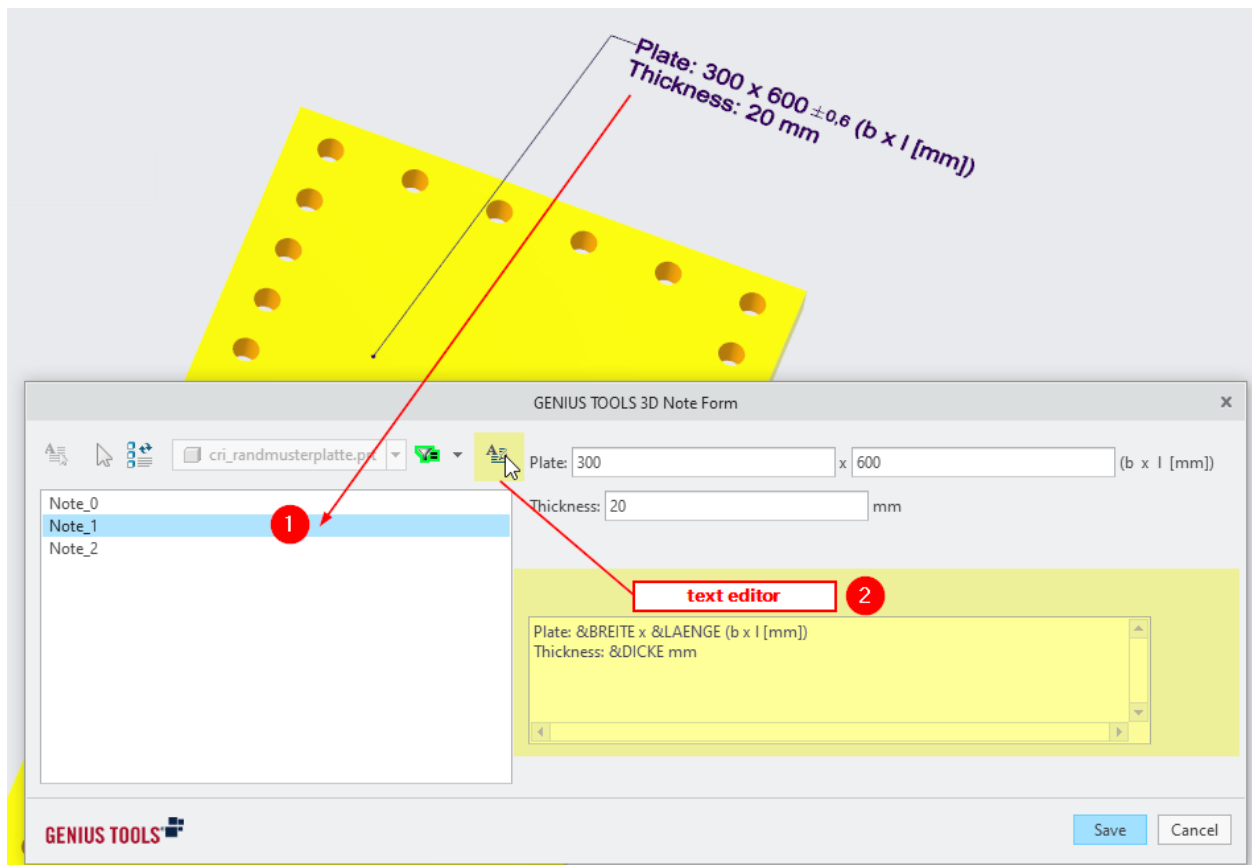 Plate: 300 x 600 ±0,6 (b x l [mm])
Thickness: 20 mm
GENIUS TOOLS 3D Note Form
cri_randmusterplatte.prt
Plate: 300 x 600 (b x l [mm])
Thickness: 20 mm
Note_0
Note_1
Note_2
1
text editor 2
Plate: &BREITE x &LAENGE (b x l [mm])
Thickness: &DICKE mm
GENIUS TOOLS
Save Cancel